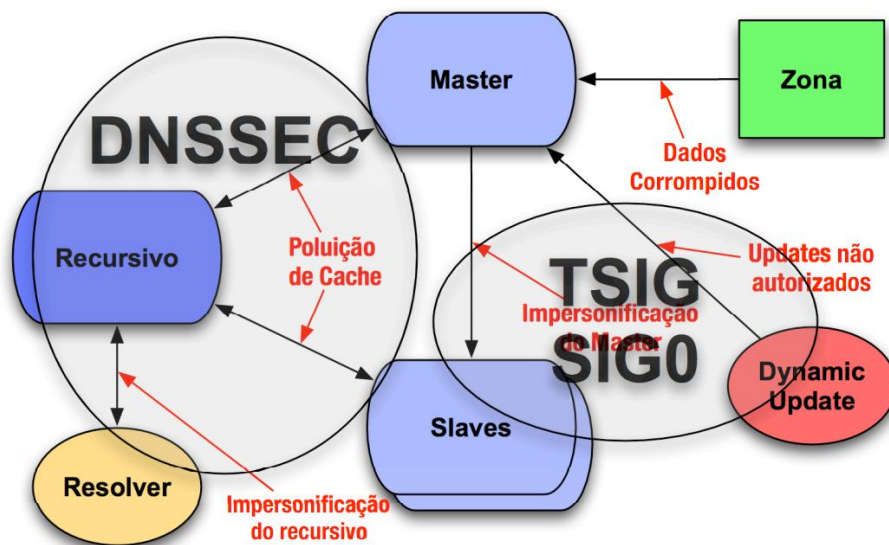 Master
Zona
DNSSEC
Dados
Corrompidos
Recursivo
Poluição
de Cache
Updates não
autorizados
TSIG
Impersonificação
do Master
SIG0
Dynamic
Update
Slaves
Resolver
Impersonificação
do recursivo